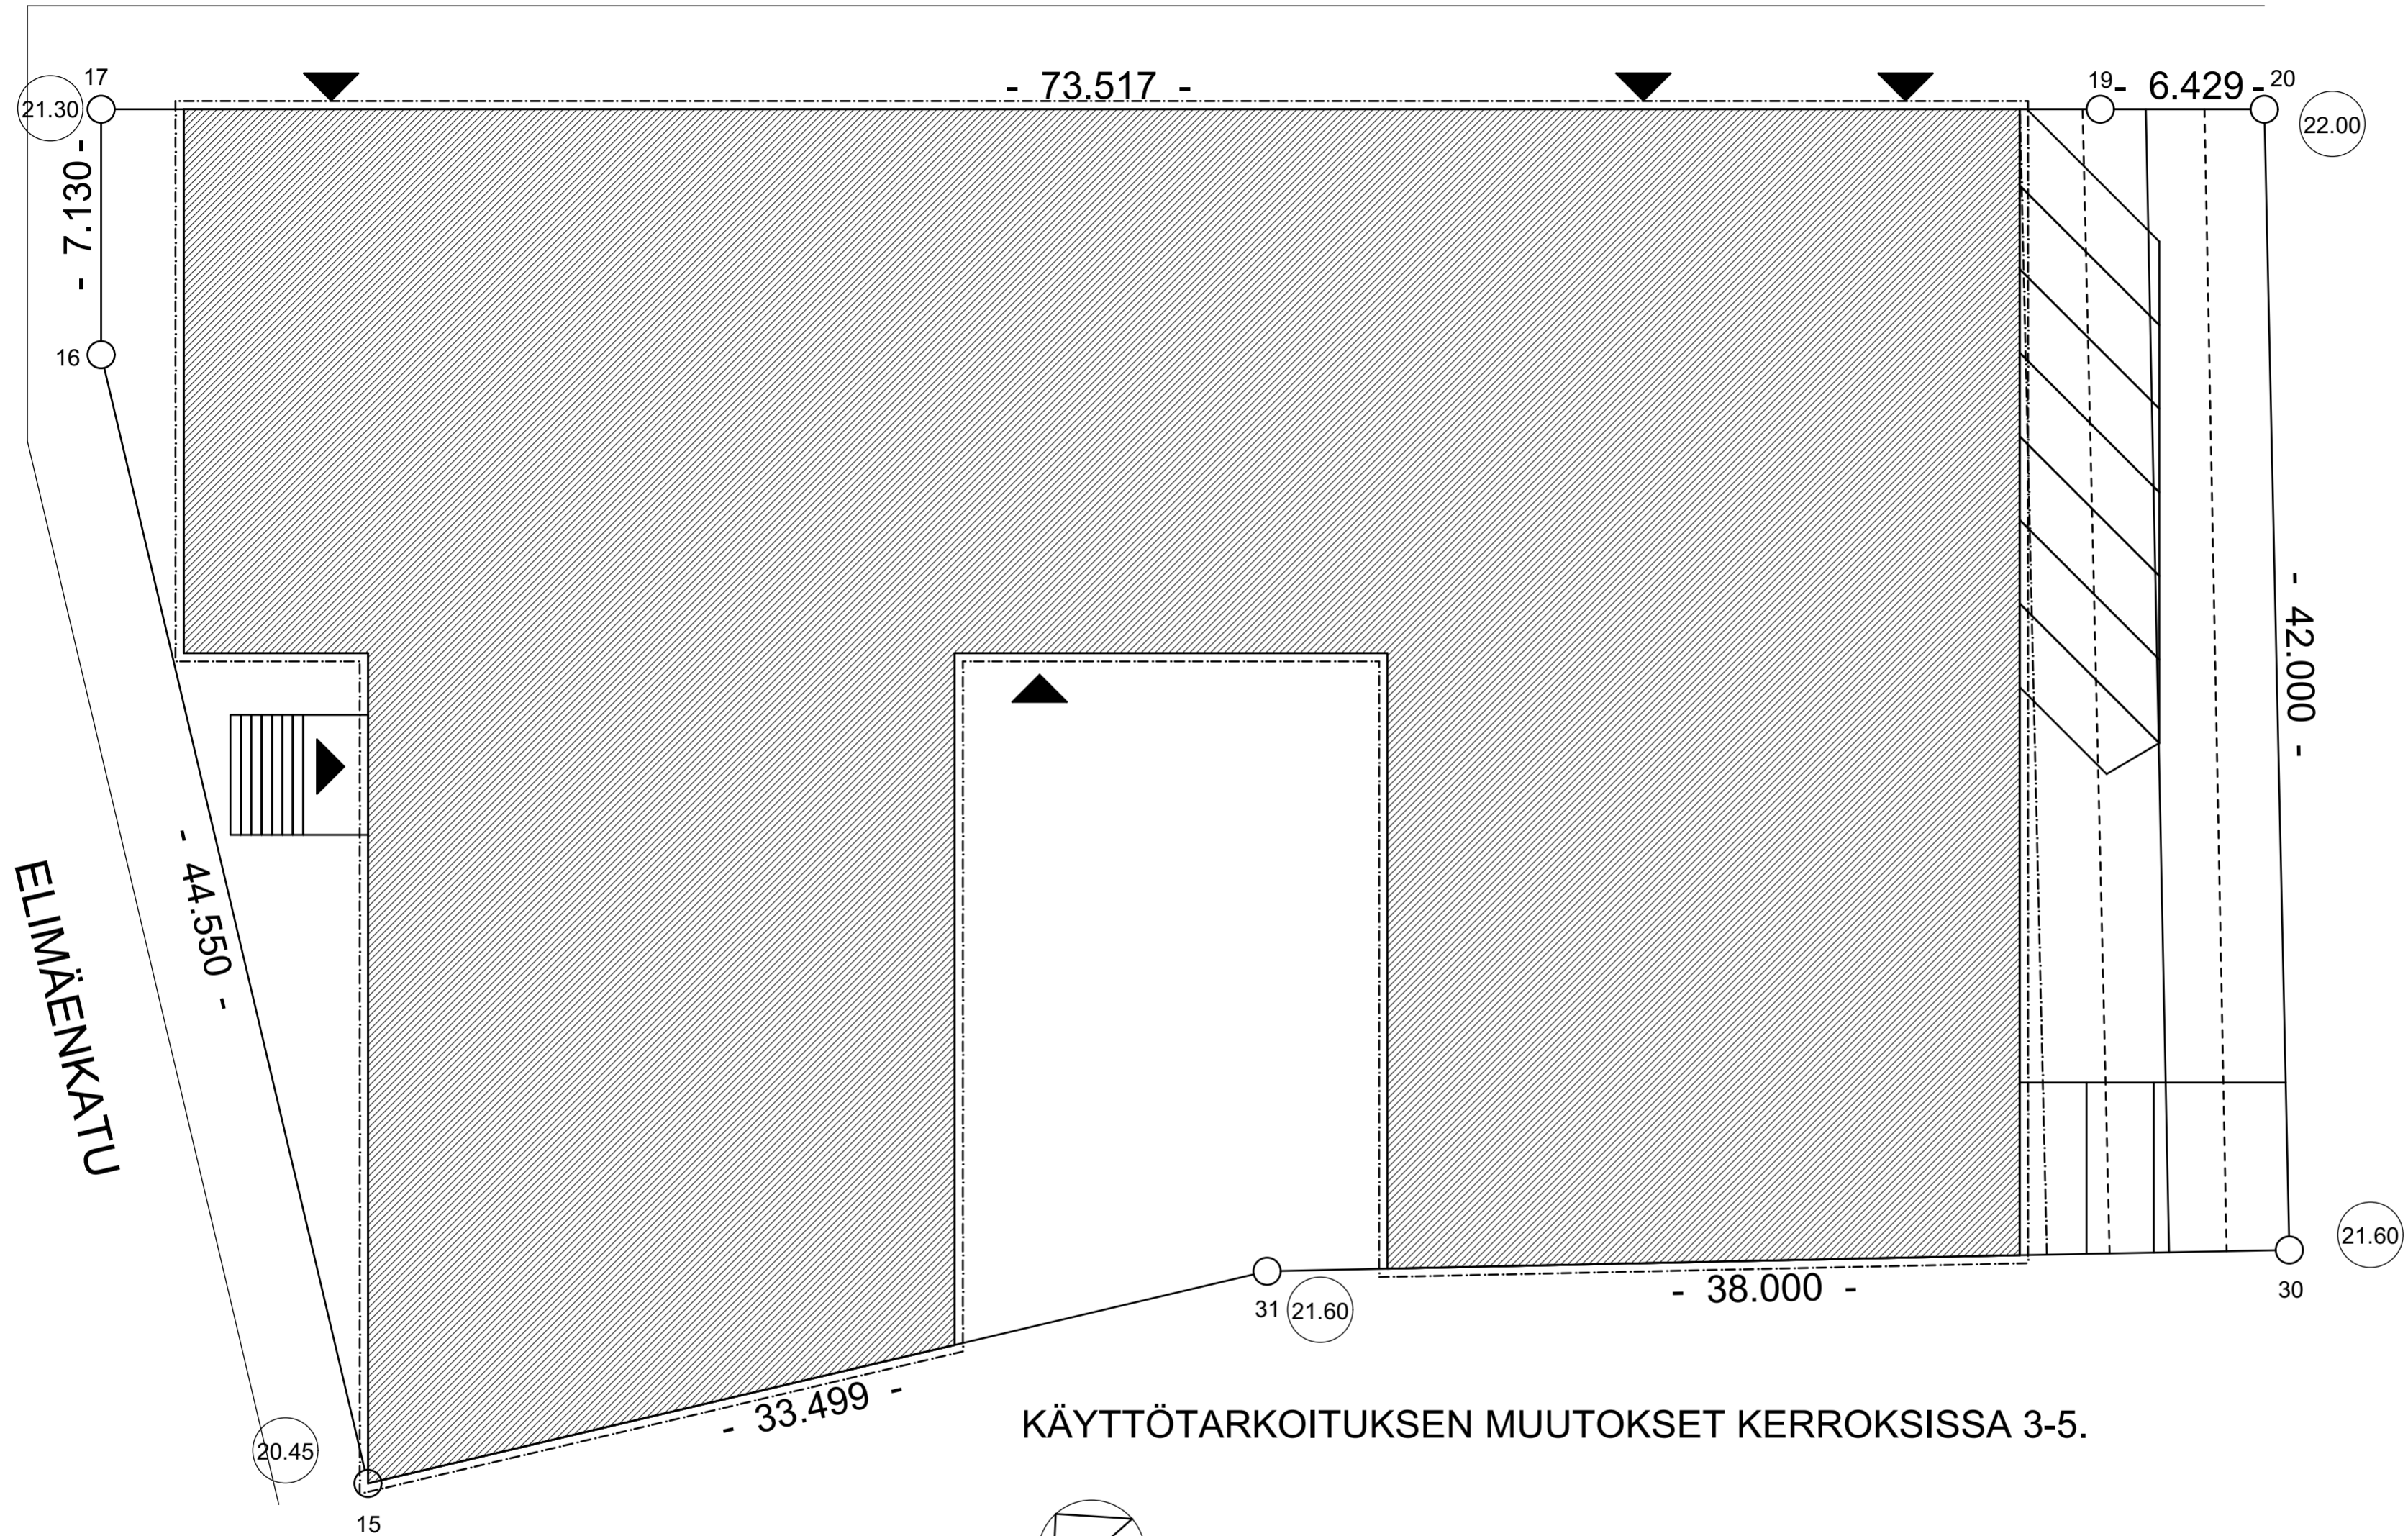 17
- 73.517 -
19
- 6.429 -
20
21.30
22.00
- 7.130 -
16
- 42.000 -
- 44.550 -
ELIMÄENKATU
21.60
- 38.000 -
30
31
21.60
- 33.499 -
KÄYTTÖTARKOITUKSEN MUUTOKSET KERROKSISSA 3-5.
20.45
15